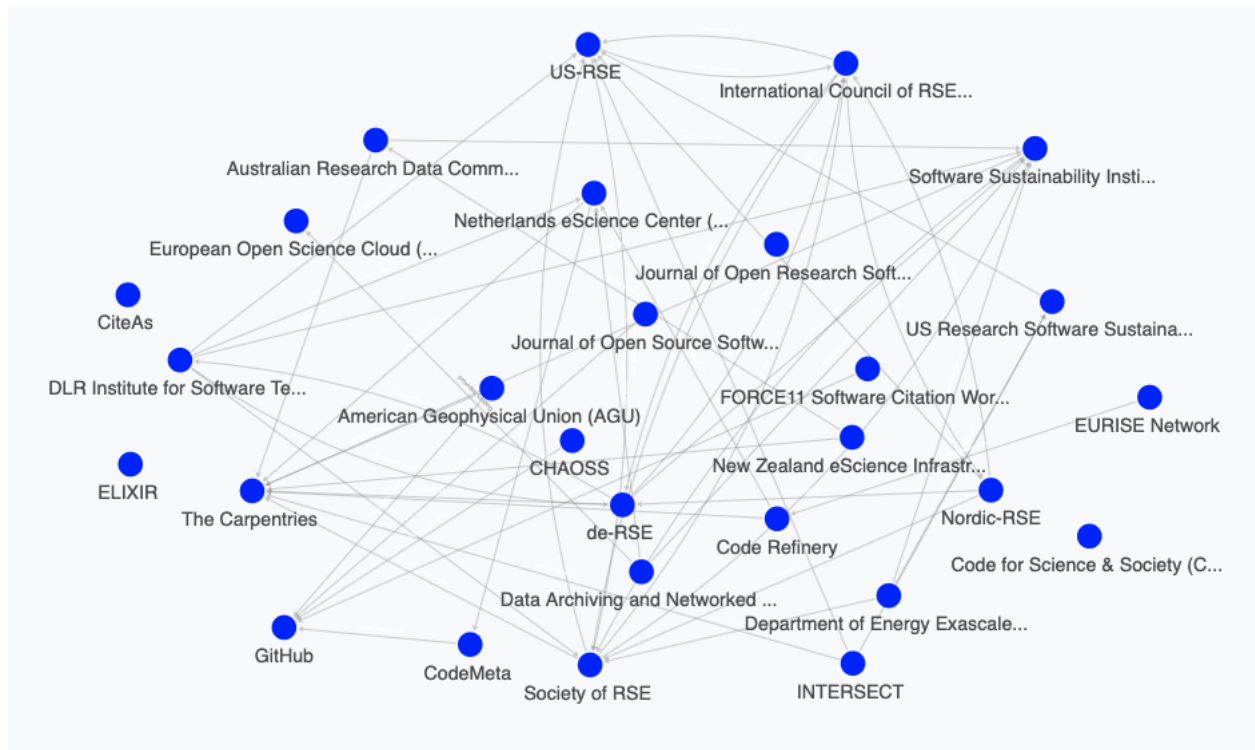 US-RSE
International Council of RSE...
Australian Research Data Comm...
Software Sustainability Insti...
Netherlands eScience Center (...
European Open Science Cloud (...
Journal of Open Research Soft...
CiteAs
US Research Software Sustaina...
Journal of Open Source Softw...
DLR Institute for Software Te...
FORCE11 Software Citation Wor...
American Geophysical Union (AGU)
EURISE Network
CHAOSS
New Zealand eScience Infrastr...
ELIXIR
The Carpentries
Nordic-RSE
de-RSE
Code Refinery
Code for Science & Society (C...
Data Archiving and Networked ...
Department of Energy Exascale...
GitHub
CodeMeta
Society of RSE
INTERSECT